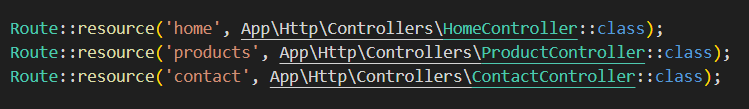 Route::resource('home', App\Http\Controllers\HomeController::class);
Route::resource('products', App\Http\Controllers\ProductController::class);
Route::resource('contact', App\Http\Controllers\ContactController::class);